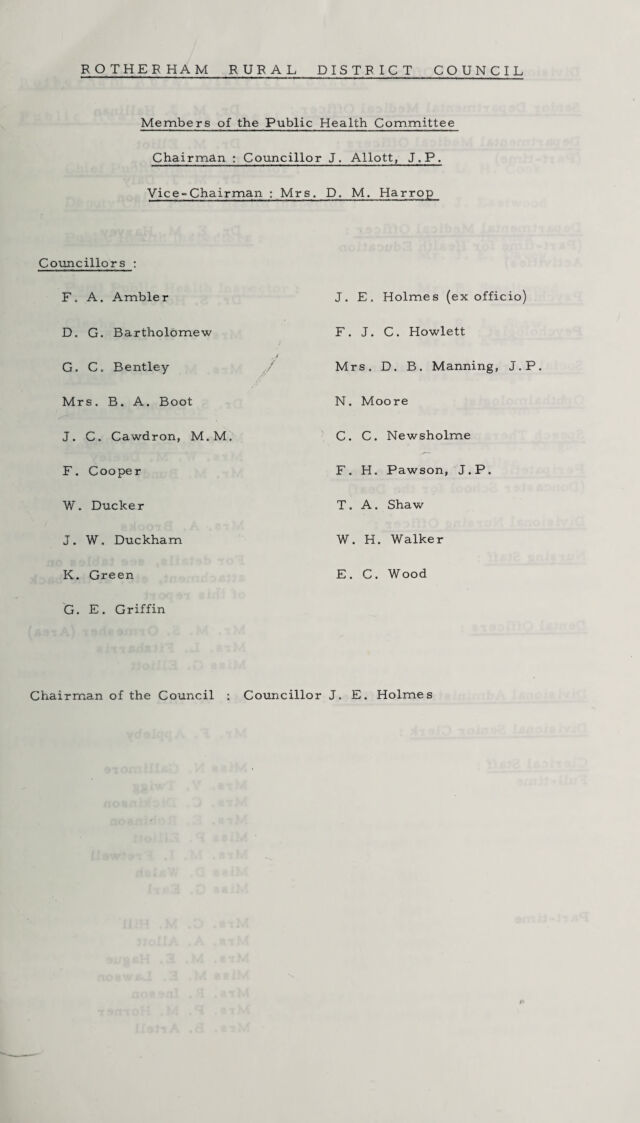 ROTHERHAM RURAL DISTRICT COUNCIL
Members of the Public Health Committee
Chairman : Councillor J. Allott, J.P.
Vice-Chairman : Mrs. D. M. Harrop
Councillors :
F. A. Ambler
D. G. Bartholomew
G. C. Bentley
Mrs. B. A. Boot
J. C. Cawdron, M.M.
F. Cooper
W. Ducker
J. W. Duckham
K. Green
G. E. Griffin
J. E. Holmes (ex officio)
F. J. C. Howlett
Mrs. D. B. Manning, J.P.
N. Moore
C. C. Newsholme
F. H. Pawson, J.P.
T. A. Shaw
W. H. Walker
E. C. Wood
Chairman of the Council : Councillor J. E. Holmes